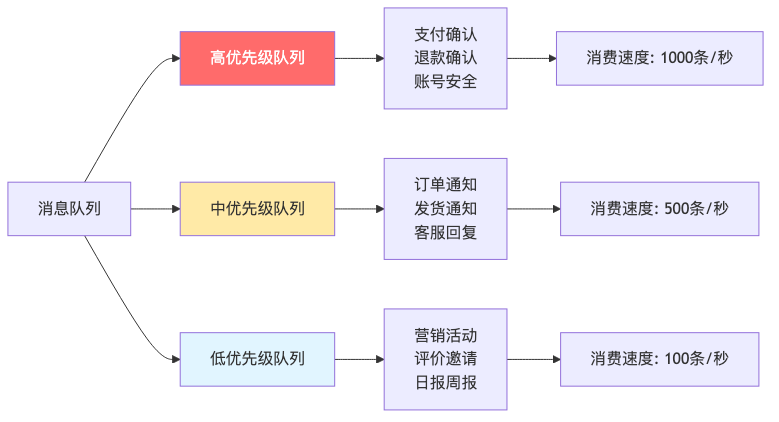 消息队列
高优先级队列
支付确认
退款确认
账号安全
消费速度: 1000条/秒
中优先级队列
订单通知
发货通知
客服回复
消费速度: 500条/秒
低优先级队列
营销活动
评价邀请
日报周报
消费速度: 100条/秒